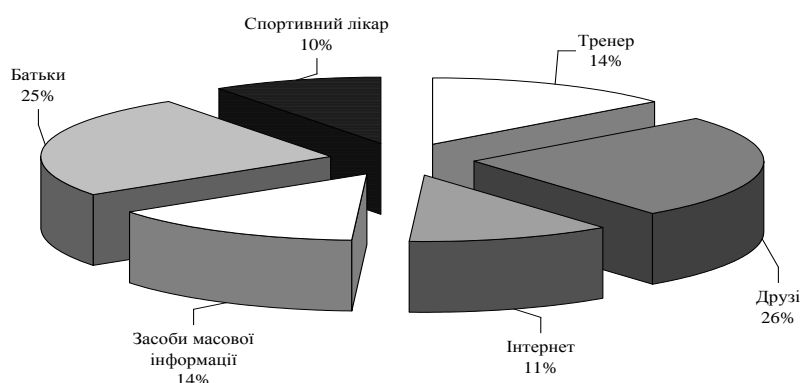 Спортивний лікар
10%
Тренер
14%
Батьки
25%
Друзі
26%
Засоби масової
інформації
14%
Інтернет
11%